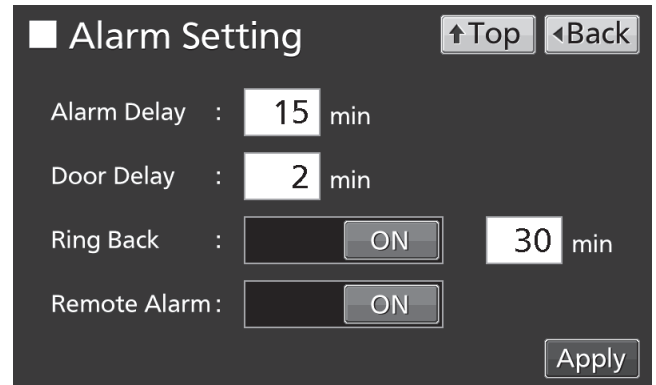 Alarm Setting ↑Top ◂Back
Alarm Delay : 15 min
Door Delay : 2 min
Ring Back : ON 30 min
Remote Alarm : ON
Apply